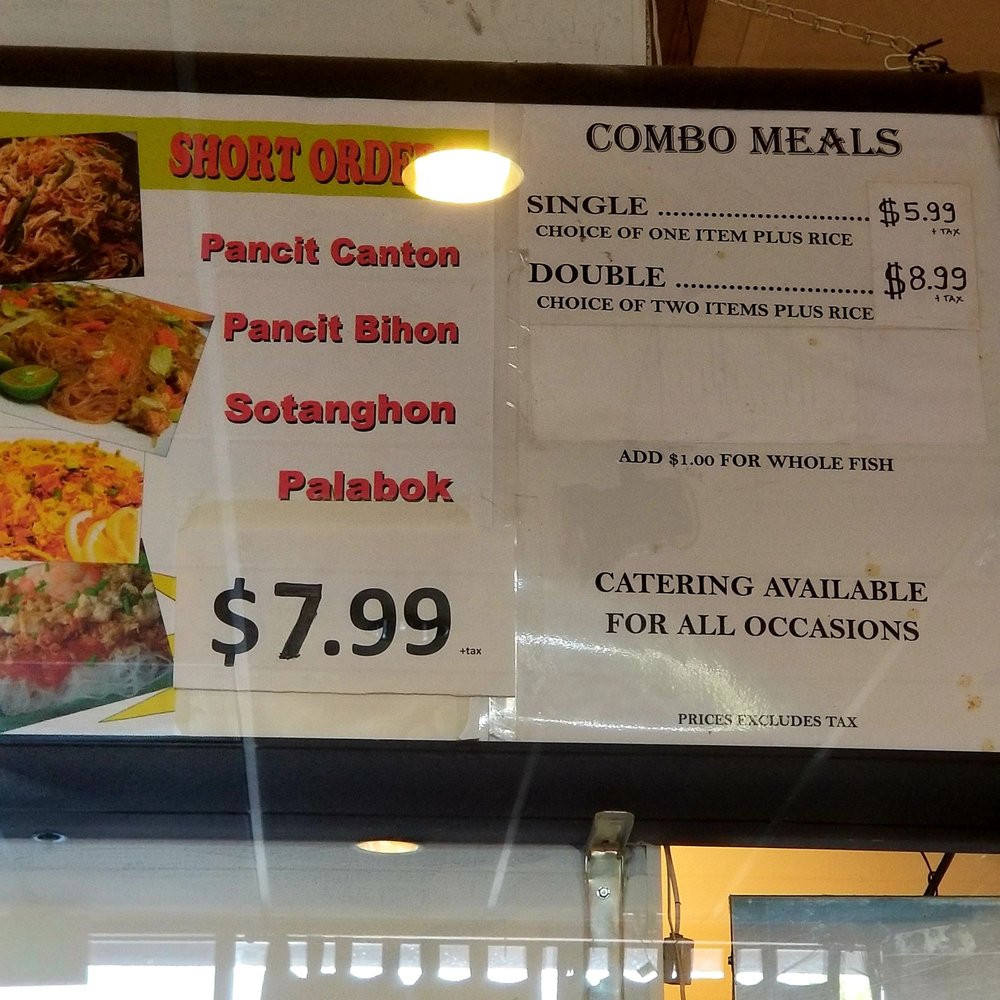 SHORT ORDE
Pancit Canton
Pancit Bihon
Sotanghon
Palabok
$7.99 +tax
COMBO MEALS
SINGLE ............................. $5.99
+ TAX
CHOICE OF ONE ITEM PLUS RICE
DOUBLE ........................... $8.99
+ TAX
CHOICE OF TWO ITEMS PLUS RICE
ADD $1.00 FOR WHOLE FISH
CATERING AVAILABLE
FOR ALL OCCASIONS
PRICES EXCLUDES TAX